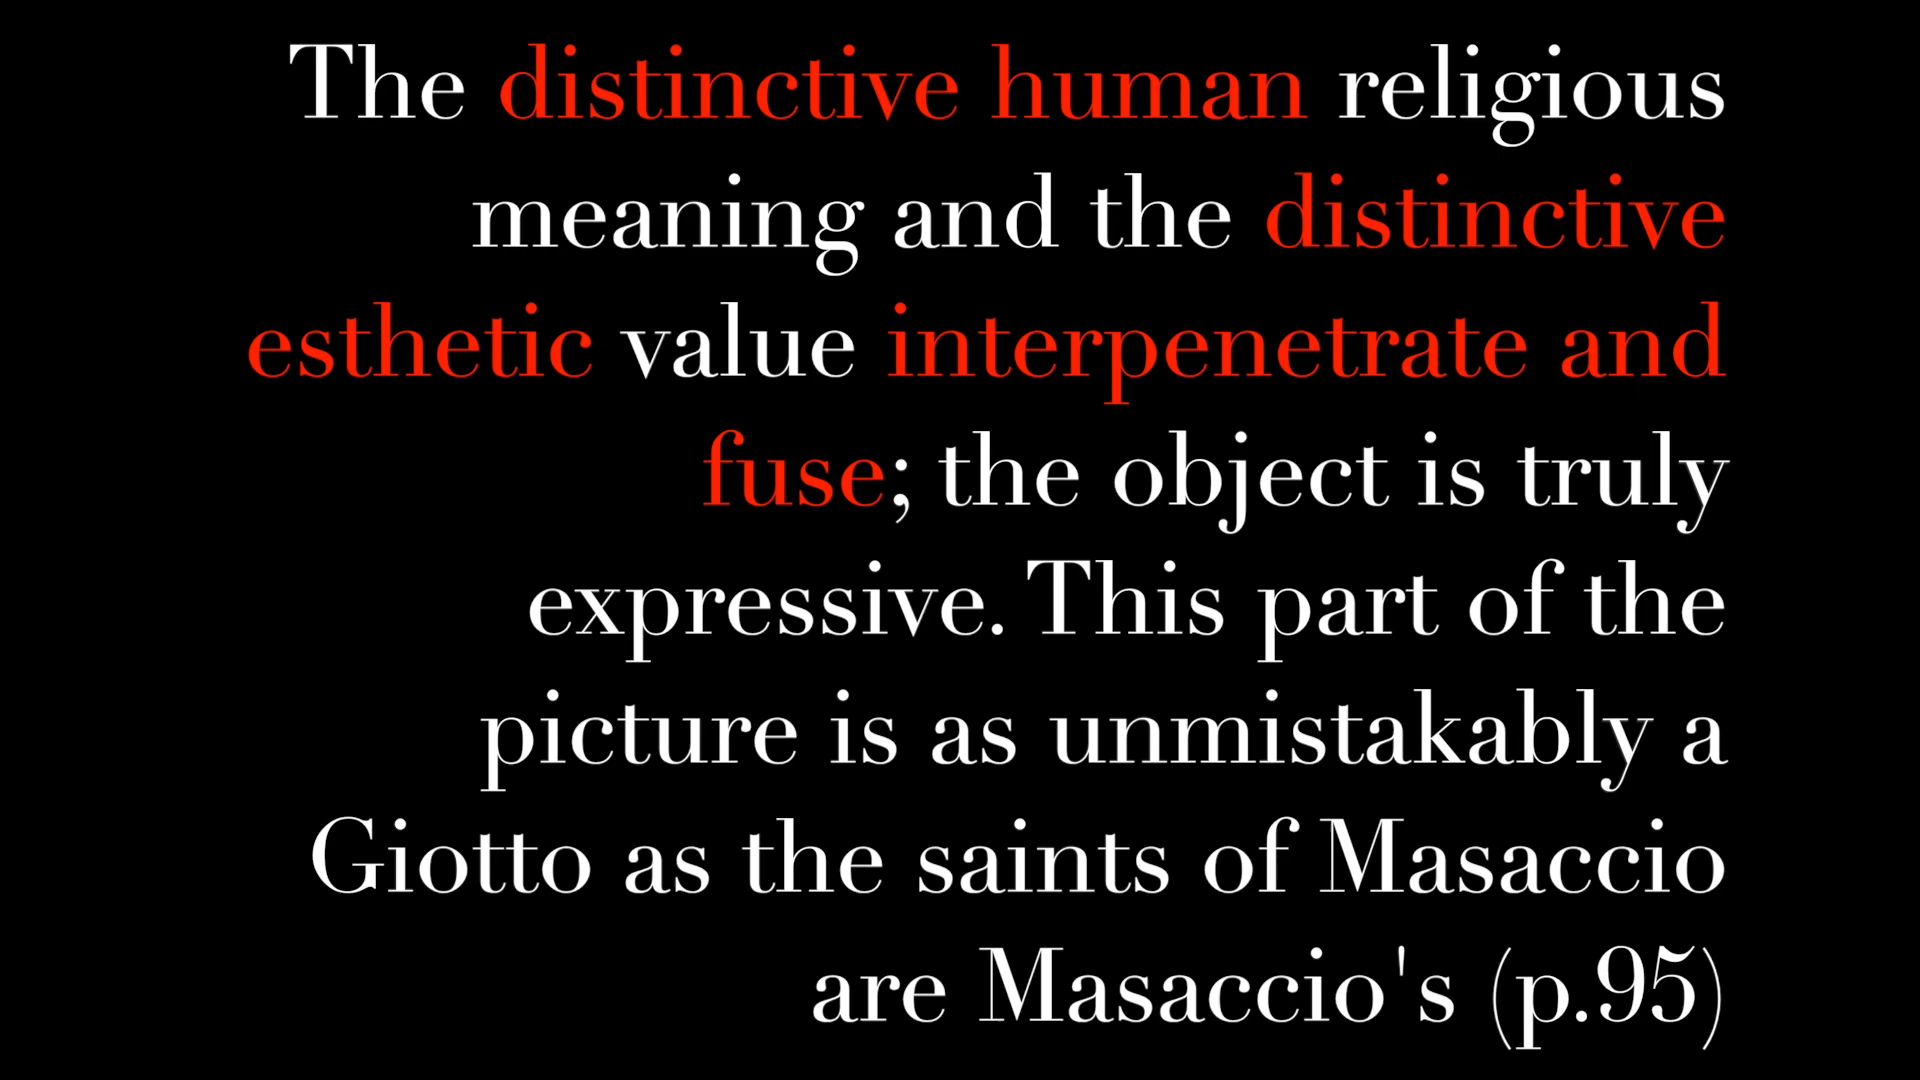 The distinctive human religious
meaning and the distinctive
esthetic value interpenetrate and
fuse; the object is truly
expressive. This part of the
picture is as unmistakably a
Giotto as the saints of Masaccio
are Masaccio's (p.95)